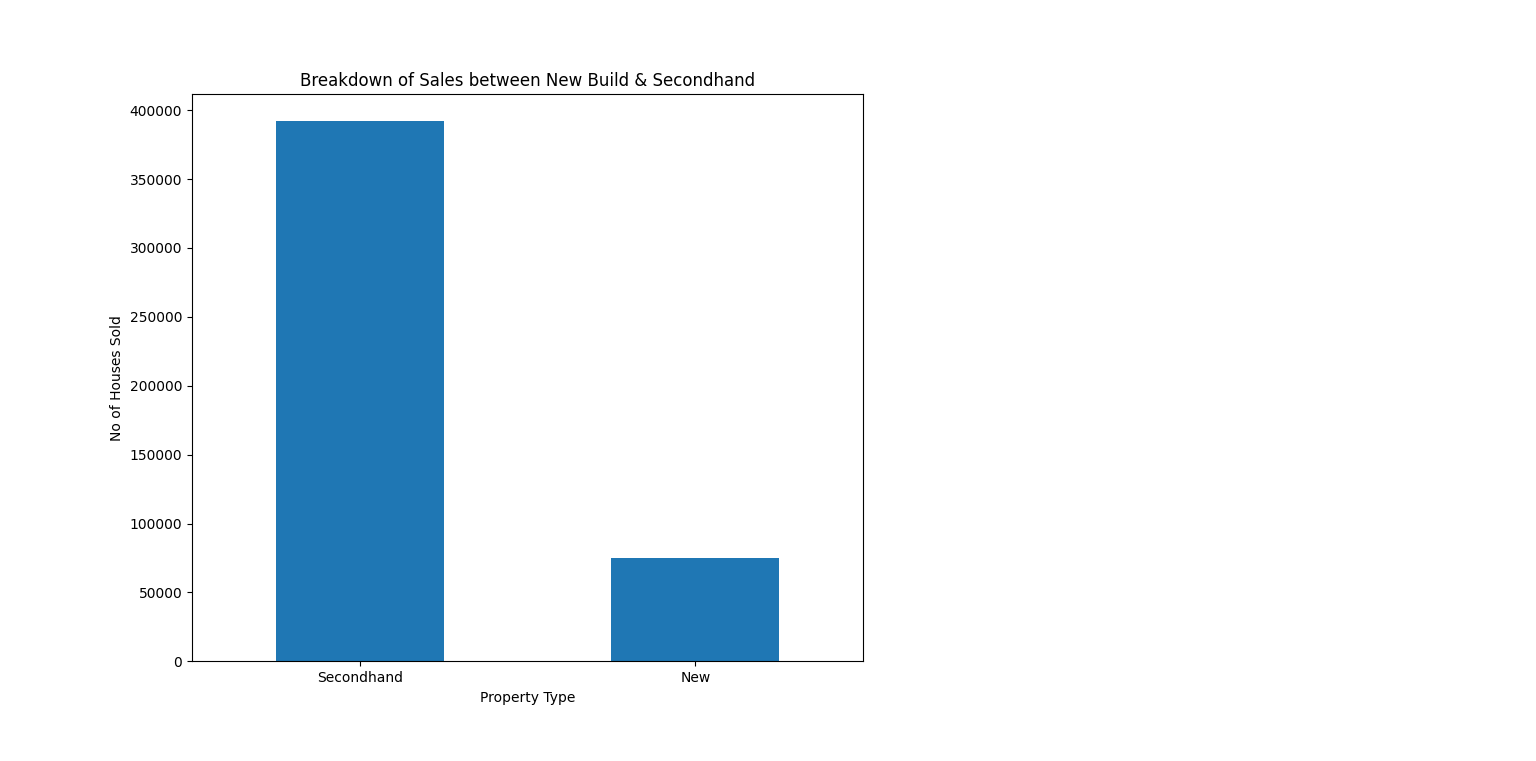 Breakdown of Sales between New Build & Secondhand
No of Houses Sold
400000
350000
300000
250000
200000
150000
100000
50000
0
Secondhand
New
Property Type